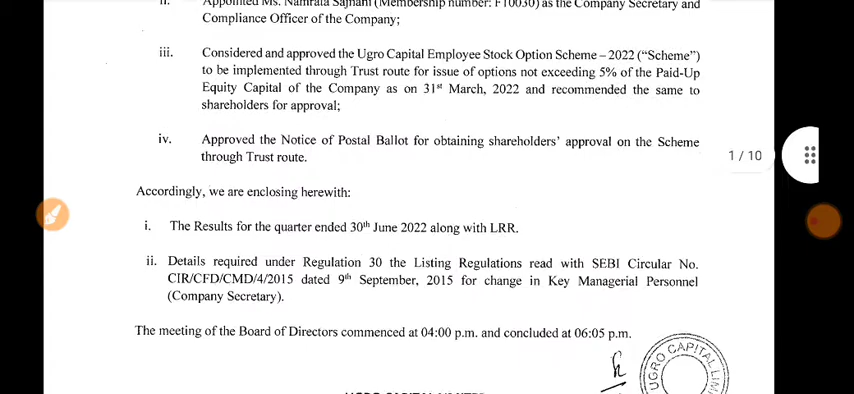 ii. Appointed Ms. Namrata Sajnani (Membership number: F10030) as the Company Secretary and
Compliance Officer of the Company;
iii. Considered and approved the Ugro Capital Employee Stock Option Scheme – 2022 (“Scheme”)
to be implemented through Trust route for issue of options not exceeding 5% of the Paid-Up
Equity Capital of the Company as on 31st March, 2022 and recommended the same to
shareholders for approval;
iv. Approved the Notice of Postal Ballot for obtaining shareholders’ approval on the Scheme
through Trust route.
1 / 10
Accordingly, we are enclosing herewith:
i. The Results for the quarter ended 30th June 2022 along with LRR.
ii. Details required under Regulation 30 the Listing Regulations read with SEBI Circular No.
CIR/CFD/CMD/4/2015 dated 9th September, 2015 for change in Key Managerial Personnel
(Company Secretary).
The meeting of the Board of Directors commenced at 04:00 p.m. and concluded at 06:05 p.m.
UGRO CAPITAL LIM